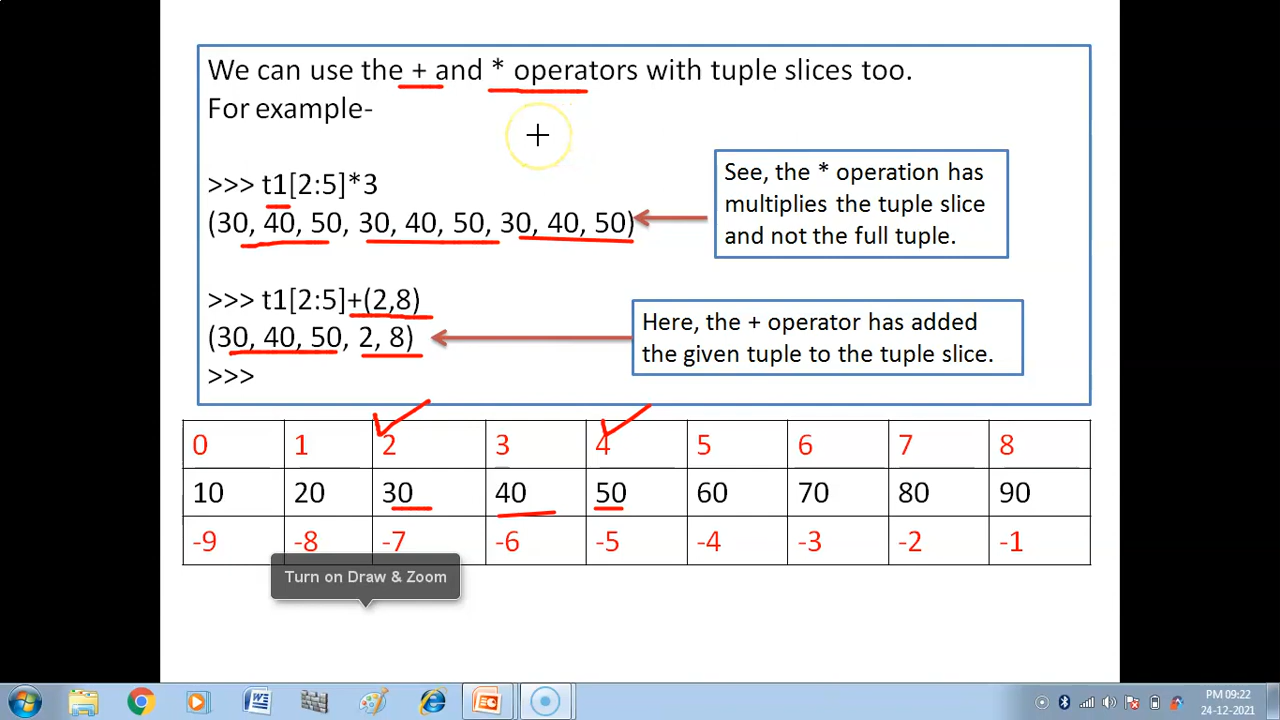 We can use the + and * operators with tuple slices too.
For example-
>>> t1[2:5]*3
(30, 40, 50, 30, 40, 50, 30, 40, 50)
See, the * operation has
multiplies the tuple slice
and not the full tuple.
>>> t1[2:5]+(2,8)
(30, 40, 50, 2, 8)
>>>
Here, the + operator has added
the given tuple to the tuple slice.
0 1 2 3 4 5 6 7 8
10 20 30 40 50 60 70 80 90
-9 -8 -7 -6 -5 -4 -3 -2 -1
Turn on Draw & Zoom
PM 09:22
24-12-2021